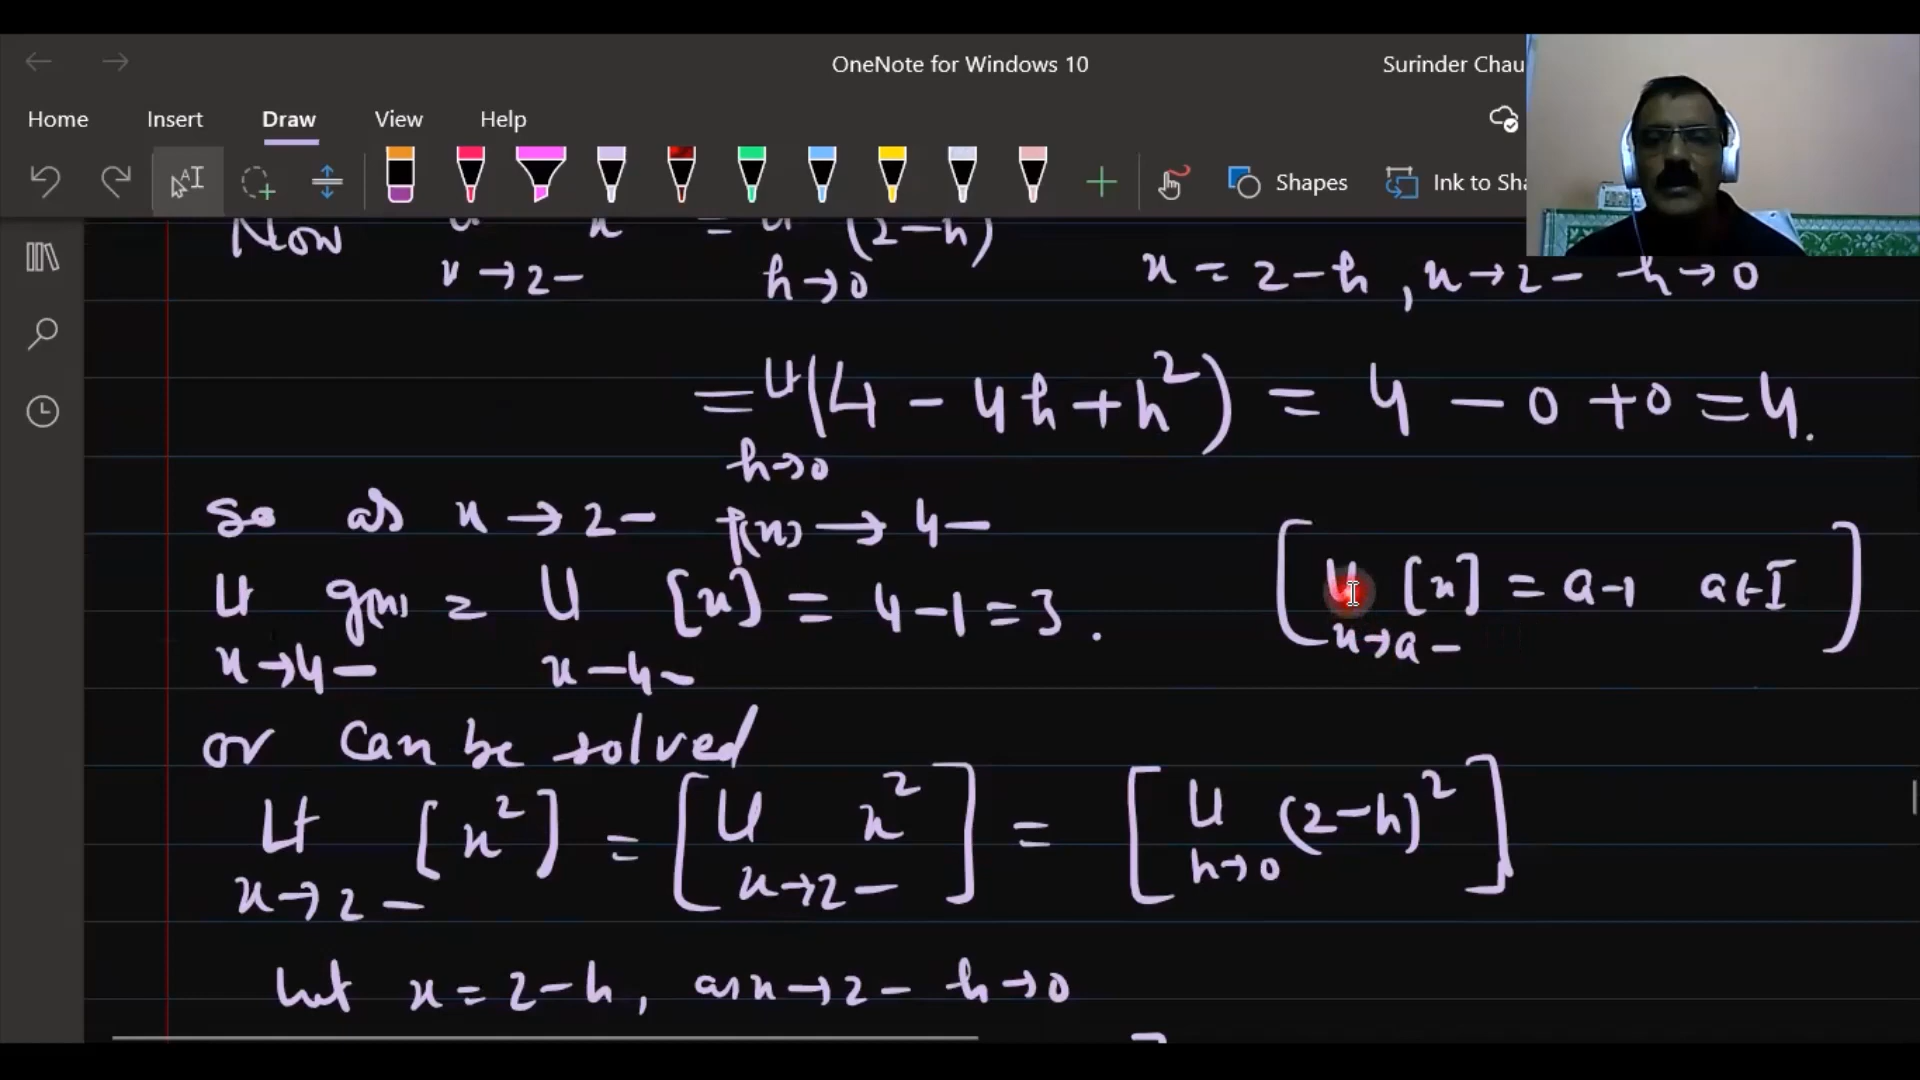 OneNote for Windows 10
Surinder Chau
Home Insert Draw View Help
Shapes Ink to Sha
Now x = Lt (2-h)
x→2- h→0 x = 2-h, x→2- h→0
= Lt (4 - 4h + h²) = 4 - 0 + 0 = 4.
h→0
so as x → 2- f(x) → 4-
Lt g(x) = Lt [x] = 4-1 = 3.
x→4- x-4-
[ Lt [x] = a-1 a∈I ]
x→a-
or can be solved
Lt [x²] = [ Lt x² ] = [ Lt (2-h)² ]
x→2- x→2- h→0
Put x = 2-h, as x→2- h→0